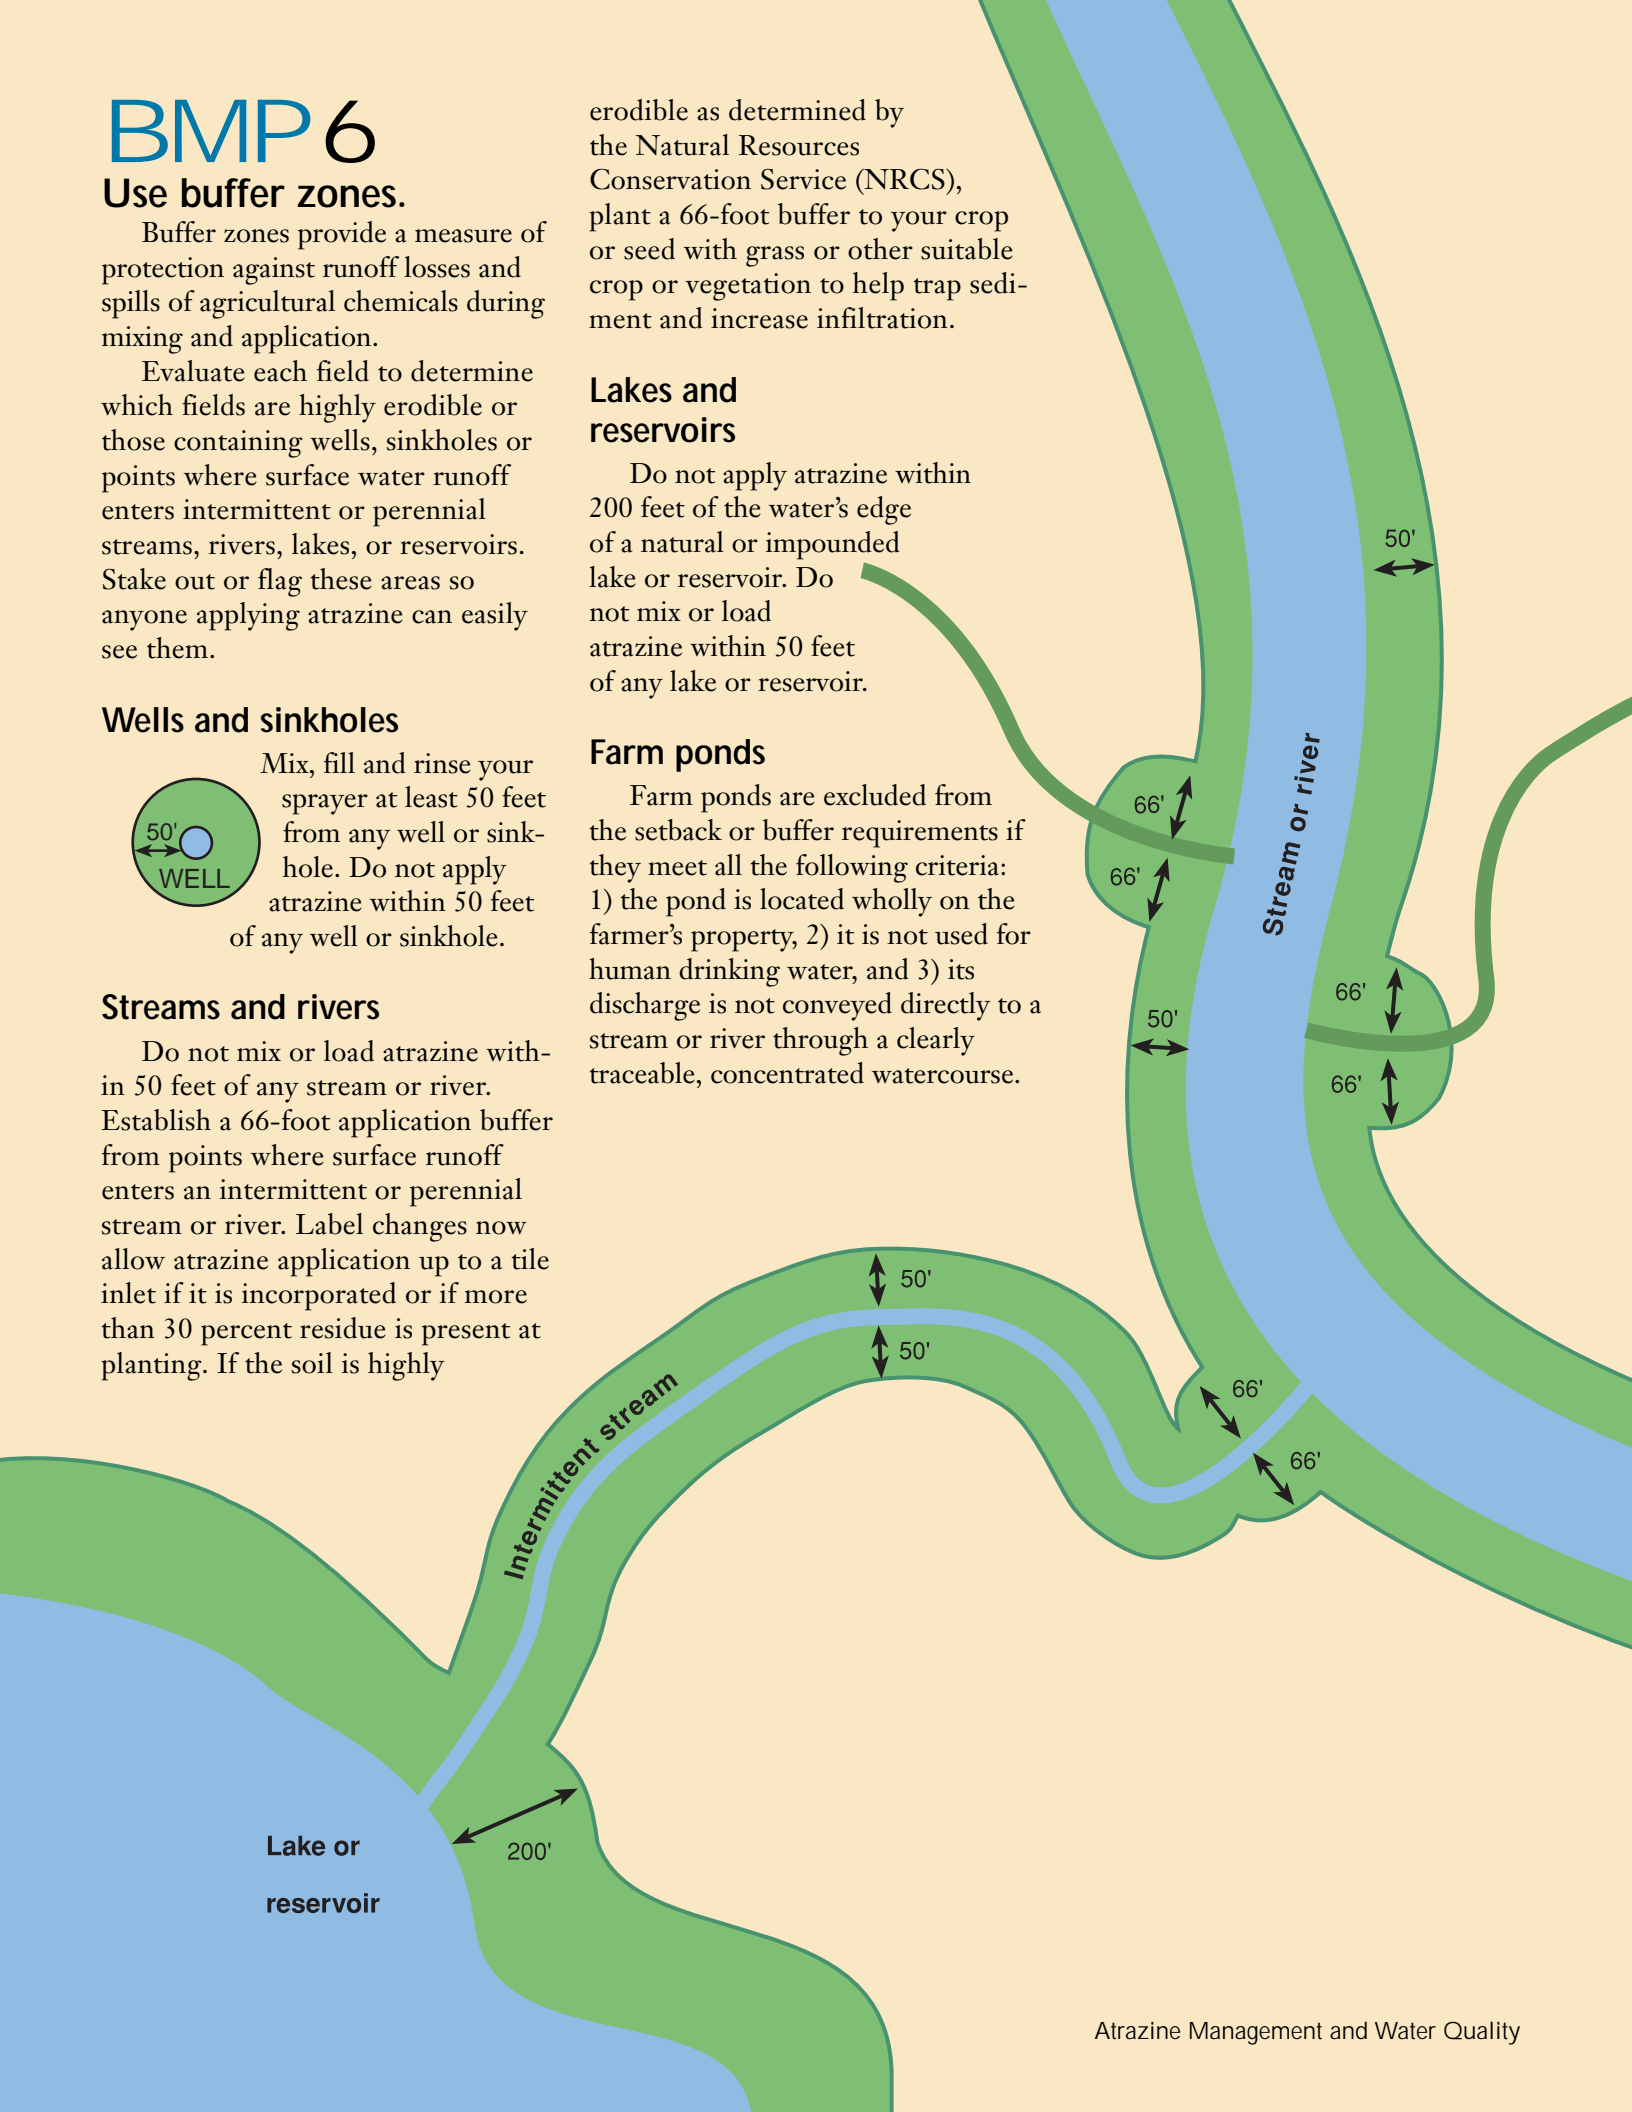 BMP 6
Use buffer zones.
Buffer zones provide a measure of
protection against runoff losses and
spills of agricultural chemicals during
mixing and application.
Evaluate each field to determine
which fields are highly erodible or
those containing wells, sinkholes or
points where surface water runoff
enters intermittent or perennial
streams, rivers, lakes, or reservoirs.
Stake out or flag these areas so
anyone applying atrazine can easily
see them.
Wells and sinkholes
Mix, fill and rinse your
sprayer at least 50 feet
from any well or sink-
hole. Do not apply
atrazine within 50 feet
of any well or sinkhole.
50'
WELL
Streams and rivers
Do not mix or load atrazine with-
in 50 feet of any stream or river.
Establish a 66-foot application buffer
from points where surface runoff
enters an intermittent or perennial
stream or river. Label changes now
allow atrazine application up to a tile
inlet if it is incorporated or if more
than 30 percent residue is present at
planting. If the soil is highly
erodible as determined by
the Natural Resources
Conservation Service (NRCS),
plant a 66-foot buffer to your crop
or seed with grass or other suitable
crop or vegetation to help trap sedi-
ment and increase infiltration.
Lakes and
reservoirs
Do not apply atrazine within
200 feet of the water's edge
of a natural or impounded
lake or reservoir. Do
not mix or load
atrazine within 50 feet
of any lake or reservoir.
Farm ponds
Farm ponds are excluded from
the setback or buffer requirements if
they meet all the following criteria:
1) the pond is located wholly on the
farmer's property, 2) it is not used for
human drinking water, and 3) its
discharge is not conveyed directly to a
stream or river through a clearly
traceable, concentrated watercourse.
50'
Stream or river
66'
66'
66'
50'
66'
50'
50'
Intermittent stream
66'
66'
Lake or
reservoir
200'
Atrazine Management and Water Quality